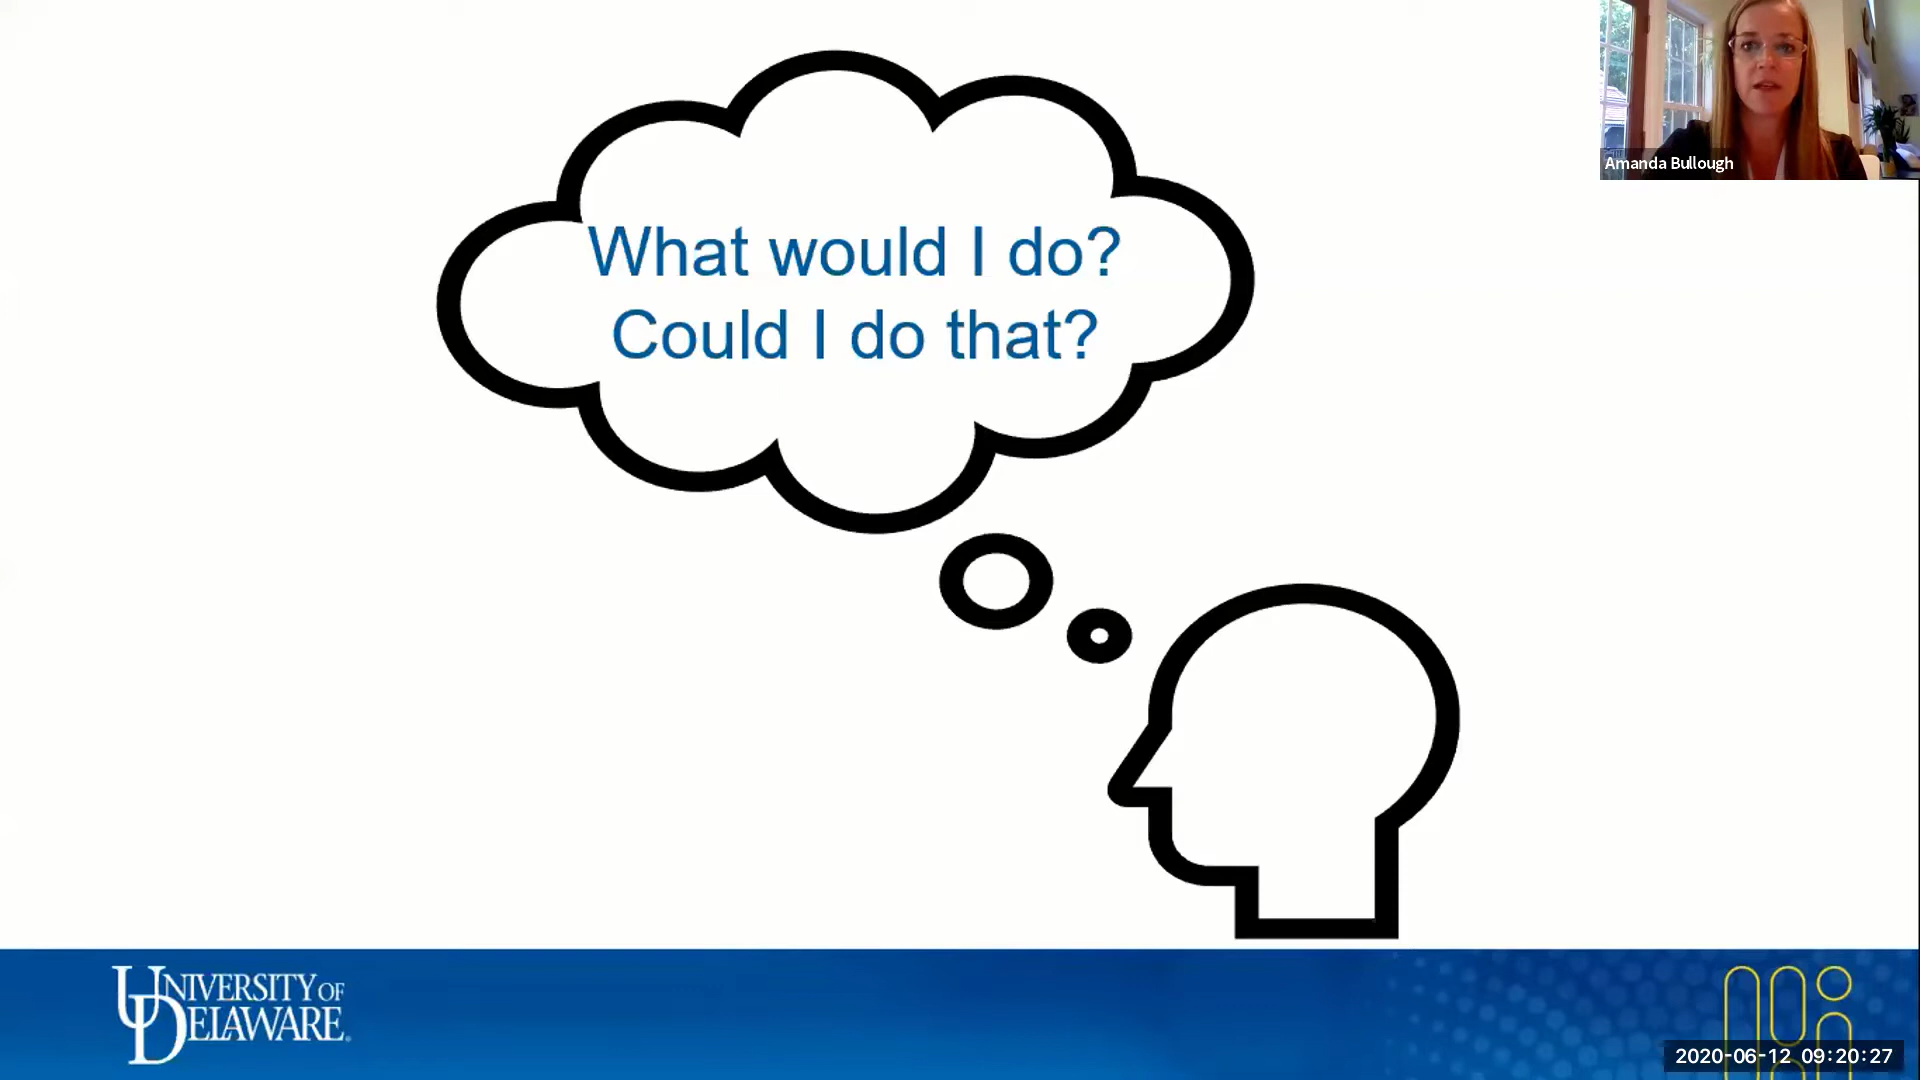 What would I do?
Could I do that?
Amanda Bullough
UNIVERSITY OF
DELAWARE
2020-06-12 09:20:27